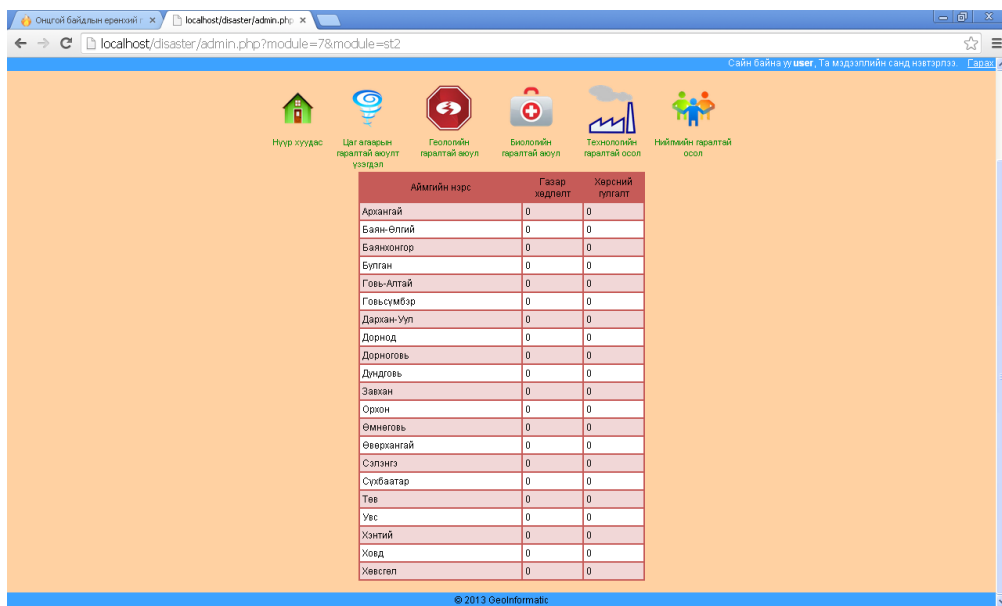 Онцгой байдлын ерөнхий г
localhost/disaster/admin.php
localhost/disaster/admin.php?module=7&module=st2
Сайн байна уу user, Та мэдээллийн санд нэвтэрлээ. Гарах
Нүүр хуудас
Цаг агаарын гаралтай аюулт үзэгдэл
Геологийн гаралтай аюул
Биологийн гаралтай аюул
Технологийн гаралтай осол
Нийгмийн гаралтай осол
Аймгийн нэрс Газар хөдлөлт Хөрсний гулгалт
Архангай 0 0
Баян-Өлгий 0 0
Баянхонгор 0 0
Булган 0 0
Говь-Алтай 0 0
Говьсүмбэр 0 0
Дархан-Уул 0 0
Дорнод 0 0
Дорноговь 0 0
Дундговь 0 0
Завхан 0 0
Орхон 0 0
Өмнөговь 0 0
Өвөрхангай 0 0
Сэлэнгэ 0 0
Сүхбаатар 0 0
Төв 0 0
Увс 0 0
Хэнтий 0 0
Ховд 0 0
Хөвсгөл 0 0
© 2013 GeoInformatic